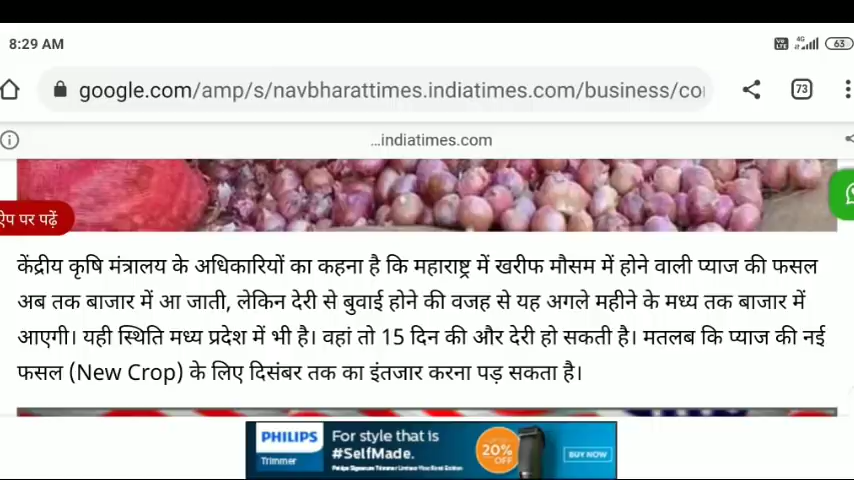 8:29 AM
4G
63
google.com/amp/s/navbharattimes.indiatimes.com/business/co
73
...indiatimes.com
ऐप पर पढ़ें
केंद्रीय कृषि मंत्रालय के अधिकारियों का कहना है कि महाराष्ट्र में खरीफ मौसम में होने वाली प्याज की फसल
अब तक बाजार में आ जाती, लेकिन देरी से बुवाई होने की वजह से यह अगले महीने के मध्य तक बाजार में
आएगी। यही स्थिति मध्य प्रदेश में भी है। वहां तो 15 दिन की और देरी हो सकती है। मतलब कि प्याज की नई
फसल (New Crop) के लिए दिसंबर तक का इंतजार करना पड़ सकता है।
PHILIPS
Trimmer
For style that is
#SelfMade.
20%
OFF
BUY NOW